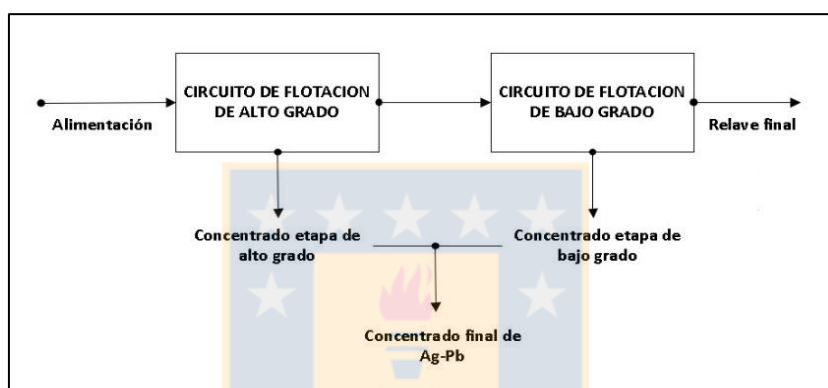 CIRCUITO DE FLOTACION
DE ALTO GRADO
CIRCUITO DE FLOTACION
DE BAJO GRADO
Alimentación
Relave final
Concentrado etapa de
alto grado
Concentrado etapa de
bajo grado
Concentrado final de
Ag-Pb